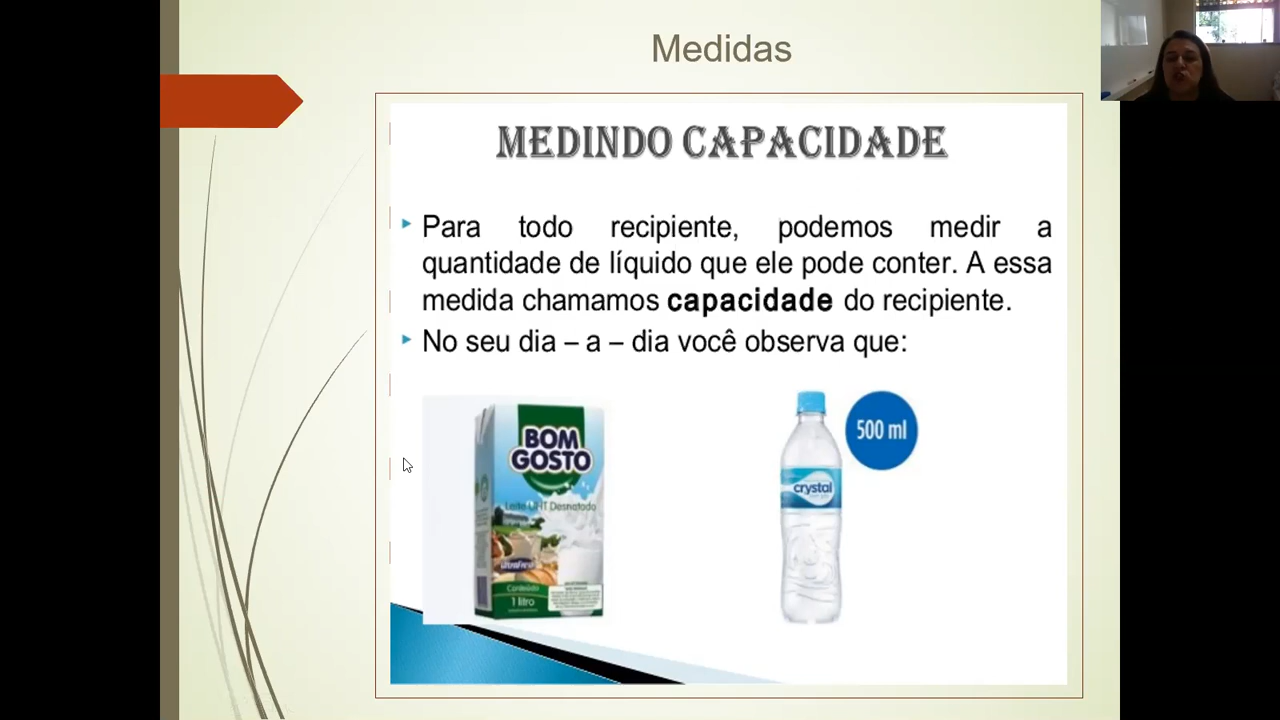 Medidas
MEDINDO CAPACIDADE
Para todo recipiente, podemos medir a
quantidade de líquido que ele pode conter. A essa
medida chamamos capacidade do recipiente.
No seu dia – a – dia você observa que:
BOM
GOSTO
Leite UHT Desnatado
Conteúdo
1 litro
500 ml
crystal